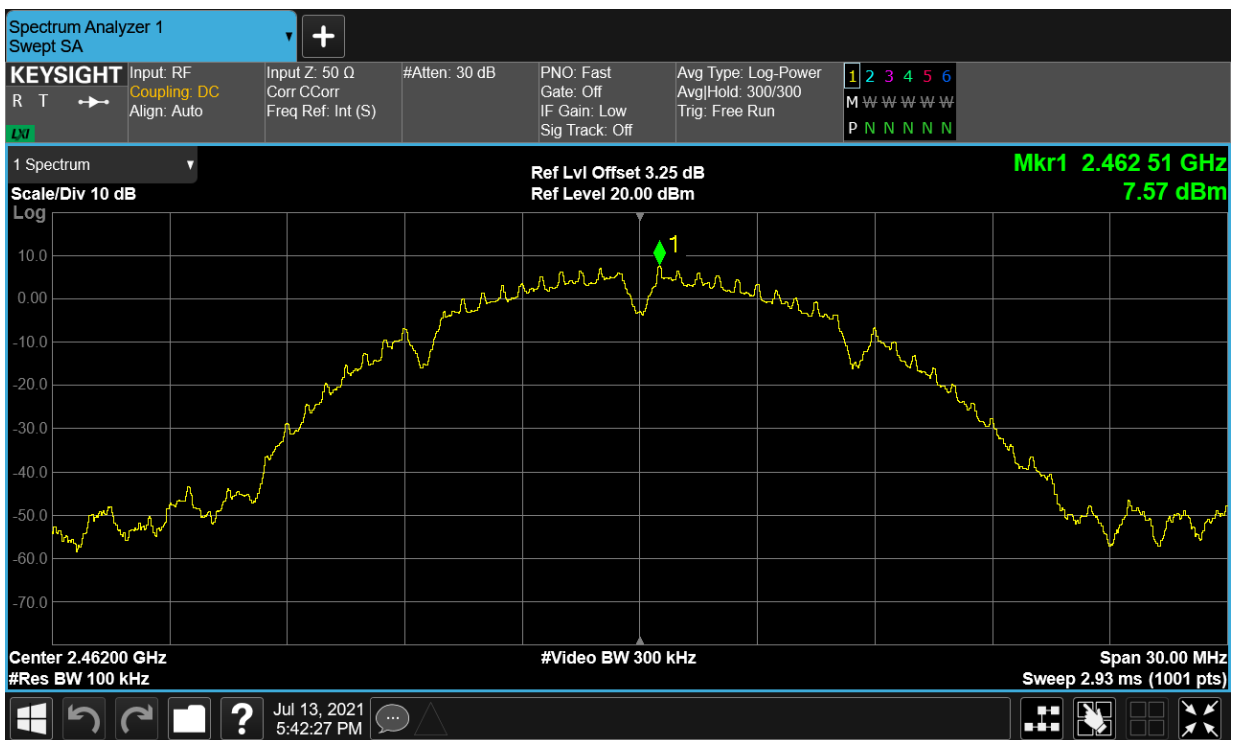 Spectrum Analyzer 1
Swept SA
KEYSIGHT
R T
LXI
Input: RF
Coupling: DC
Align: Auto
Input Z: 50 Ω
Corr CCorr
Freq Ref: Int (S)
#Atten: 30 dB
PNO: Fast
Gate: Off
IF Gain: Low
Sig Track: Off
Avg Type: Log-Power
Avg|Hold: 300/300
Trig: Free Run
1 2 3 4 5 6
M W W W W W
P N N N N N
1 Spectrum
Scale/Div 10 dB
Ref Lvl Offset 3.25 dB
Ref Level 20.00 dBm
Mkr1 2.462 51 GHz
7.57 dBm
Log
1
10.0
0.00
-10.0
-20.0
-30.0
-40.0
-50.0
-60.0
-70.0
Center 2.46200 GHz
#Res BW 100 kHz
#Video BW 300 kHz
Span 30.00 MHz
Sweep 2.93 ms (1001 pts)
?
Jul 13, 2021
5:42:27 PM